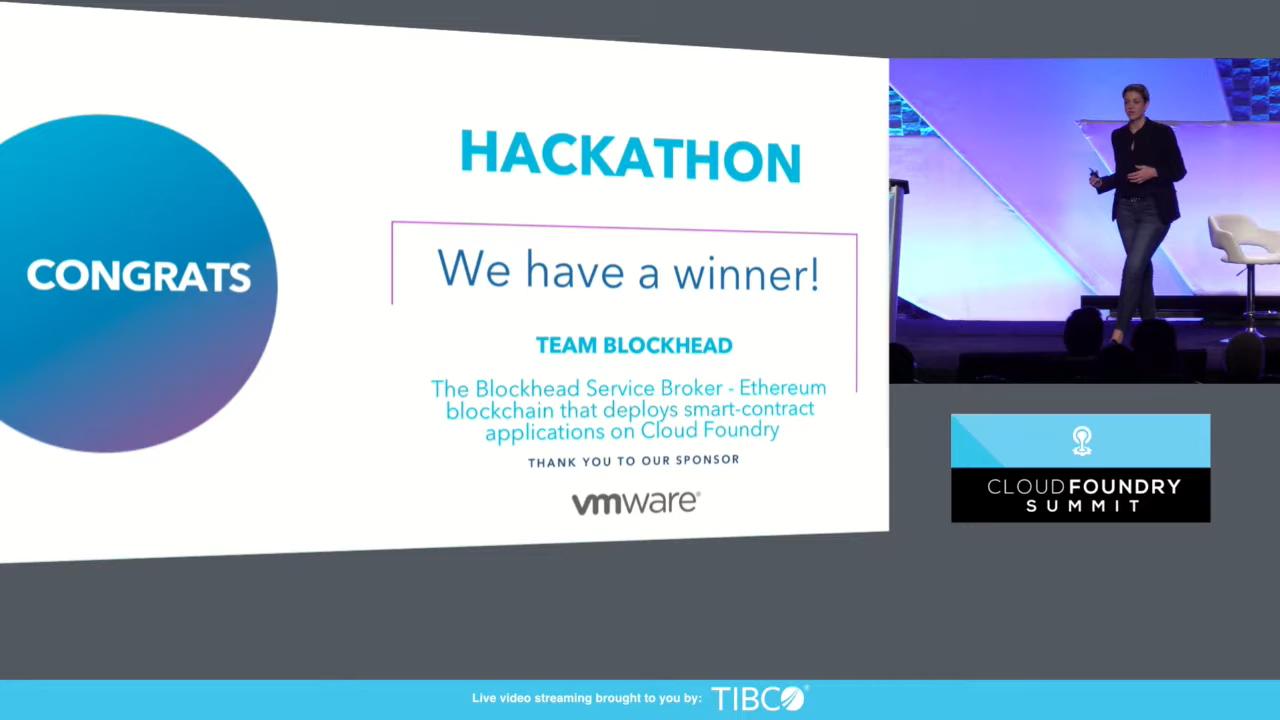 CONGRATS
HACKATHON
We have a winner!
TEAM BLOCKHEAD
The Blockhead Service Broker - Ethereum
blockchain that deploys smart-contract
applications on Cloud Foundry
THANK YOU TO OUR SPONSOR
vmware®
CLOUD FOUNDRY
SUMMIT
Live video streaming brought to you by: TIBCO®